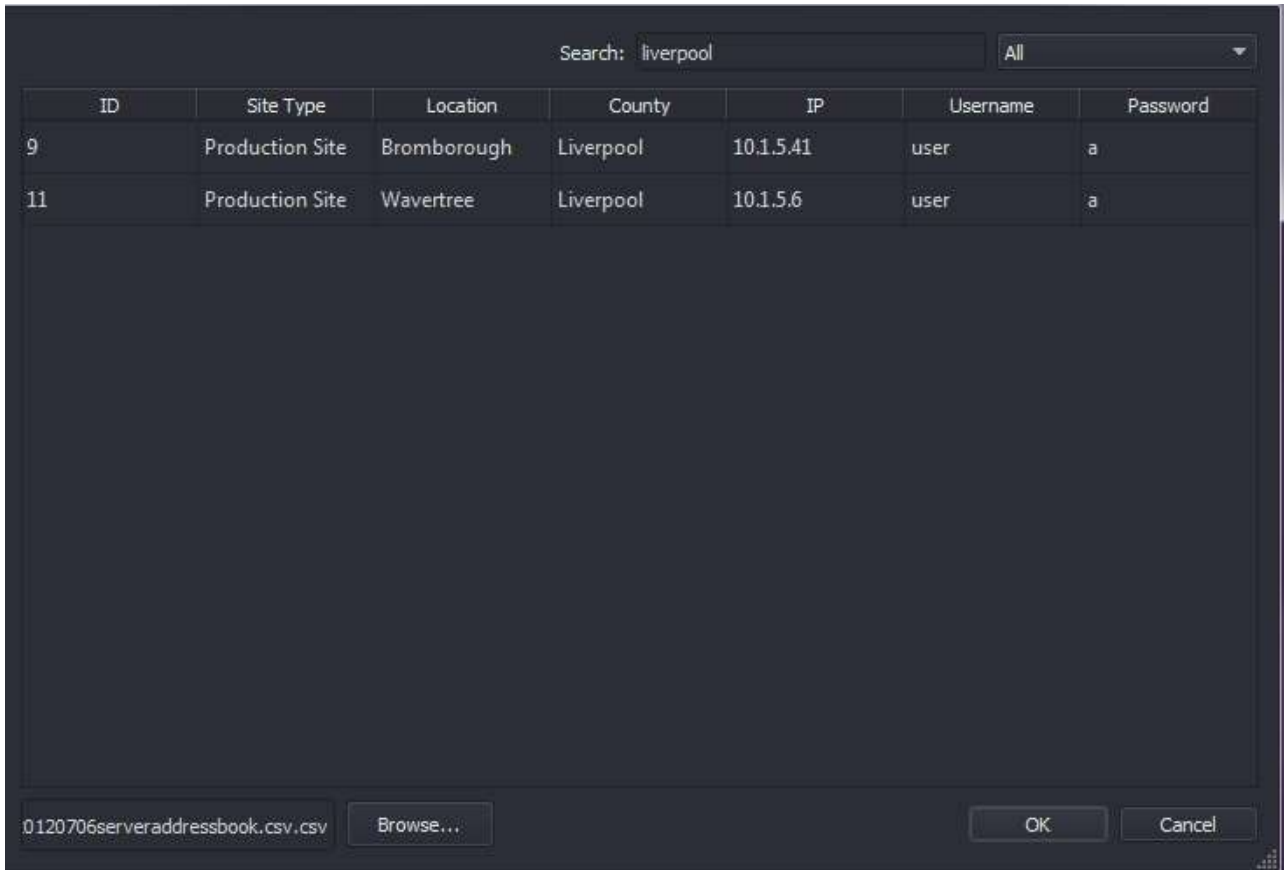 Search: liverpool All
ID Site Type Location County IP Username Password
9 Production Site Bromborough Liverpool 10.1.5.41 user a
11 Production Site Wavertree Liverpool 10.1.5.6 user a
0120706serveraddressbook.csv.csv Browse... OK Cancel